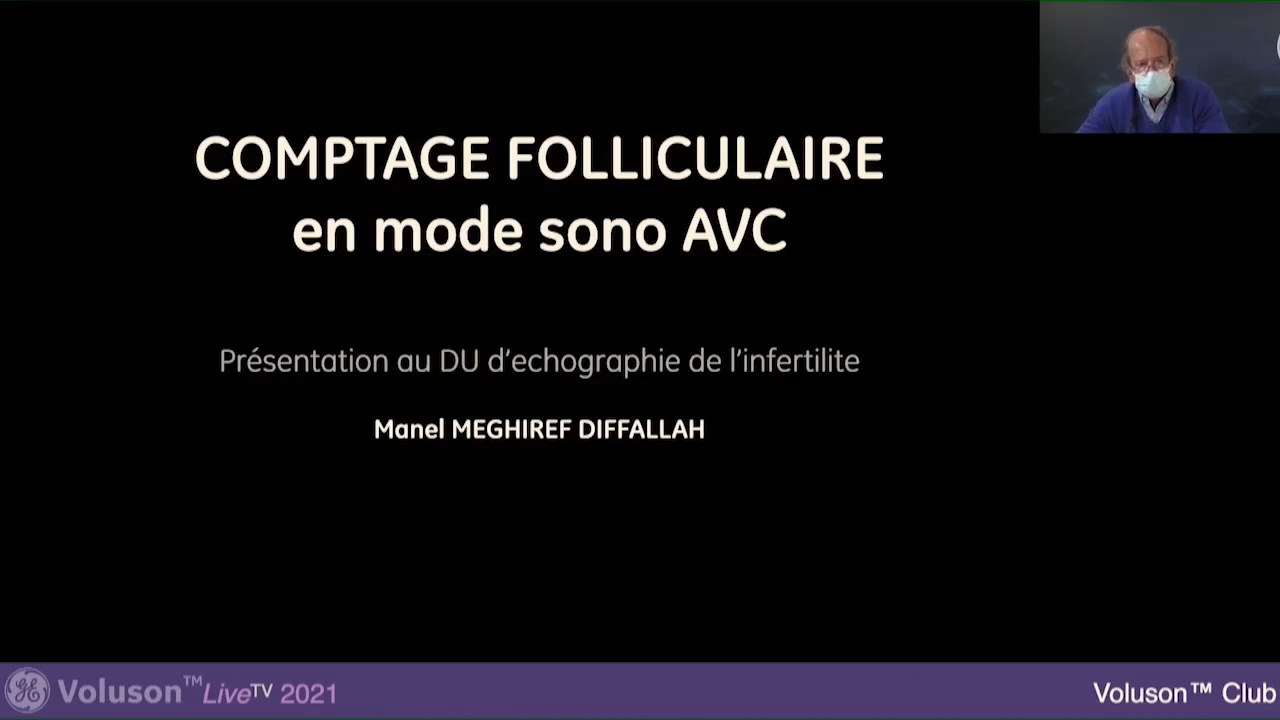 COMPTAGE FOLLICULAIRE
en mode sono AVC
Présentation au DU d'echographie de l'infertilite
Manel MEGHIREF DIFFALLAH
GE Voluson™ LiveTV 2021
Voluson™ Club